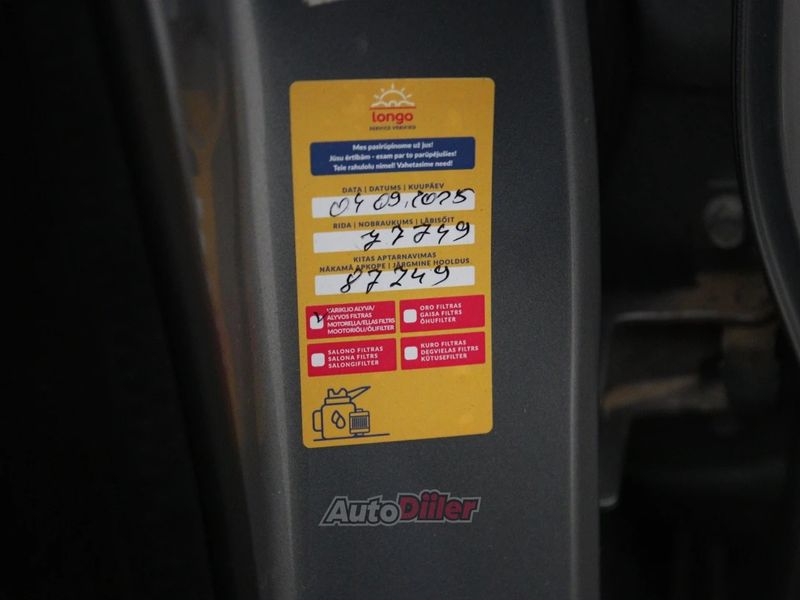 longo
SERVICE VERIFIED
Mes pasirūpinome už jus!
Jūsu ērtībām - esam par to parūpējušies!
Teie rahulolu nimel! Vahetasime need!
DATA | DATUMS | KUUPÄEV
04 09.2025
RIDA | NOBRAUKUMS | LÄBISÕIT
77749
KITAS APTARNAVIMAS
NĀKAMĀ APKOPE | JÄRGMINE HOOLDUS
87749
VARIKLIO ALYVA/
ALYVOS FILTRAS
MOTOREĻĻA/EĻĻAS FILTRS
MOOTORIÕLI/ÕLIFILTER
ORO FILTRAS
GAISA FILTRS
ÕHUFILTER
SALONO FILTRAS
SALONA FILTRS
SALONGIFILTER
KURO FILTRAS
DEGVIELAS FILTRS
KÜTUSEFILTER
AutoDiiler